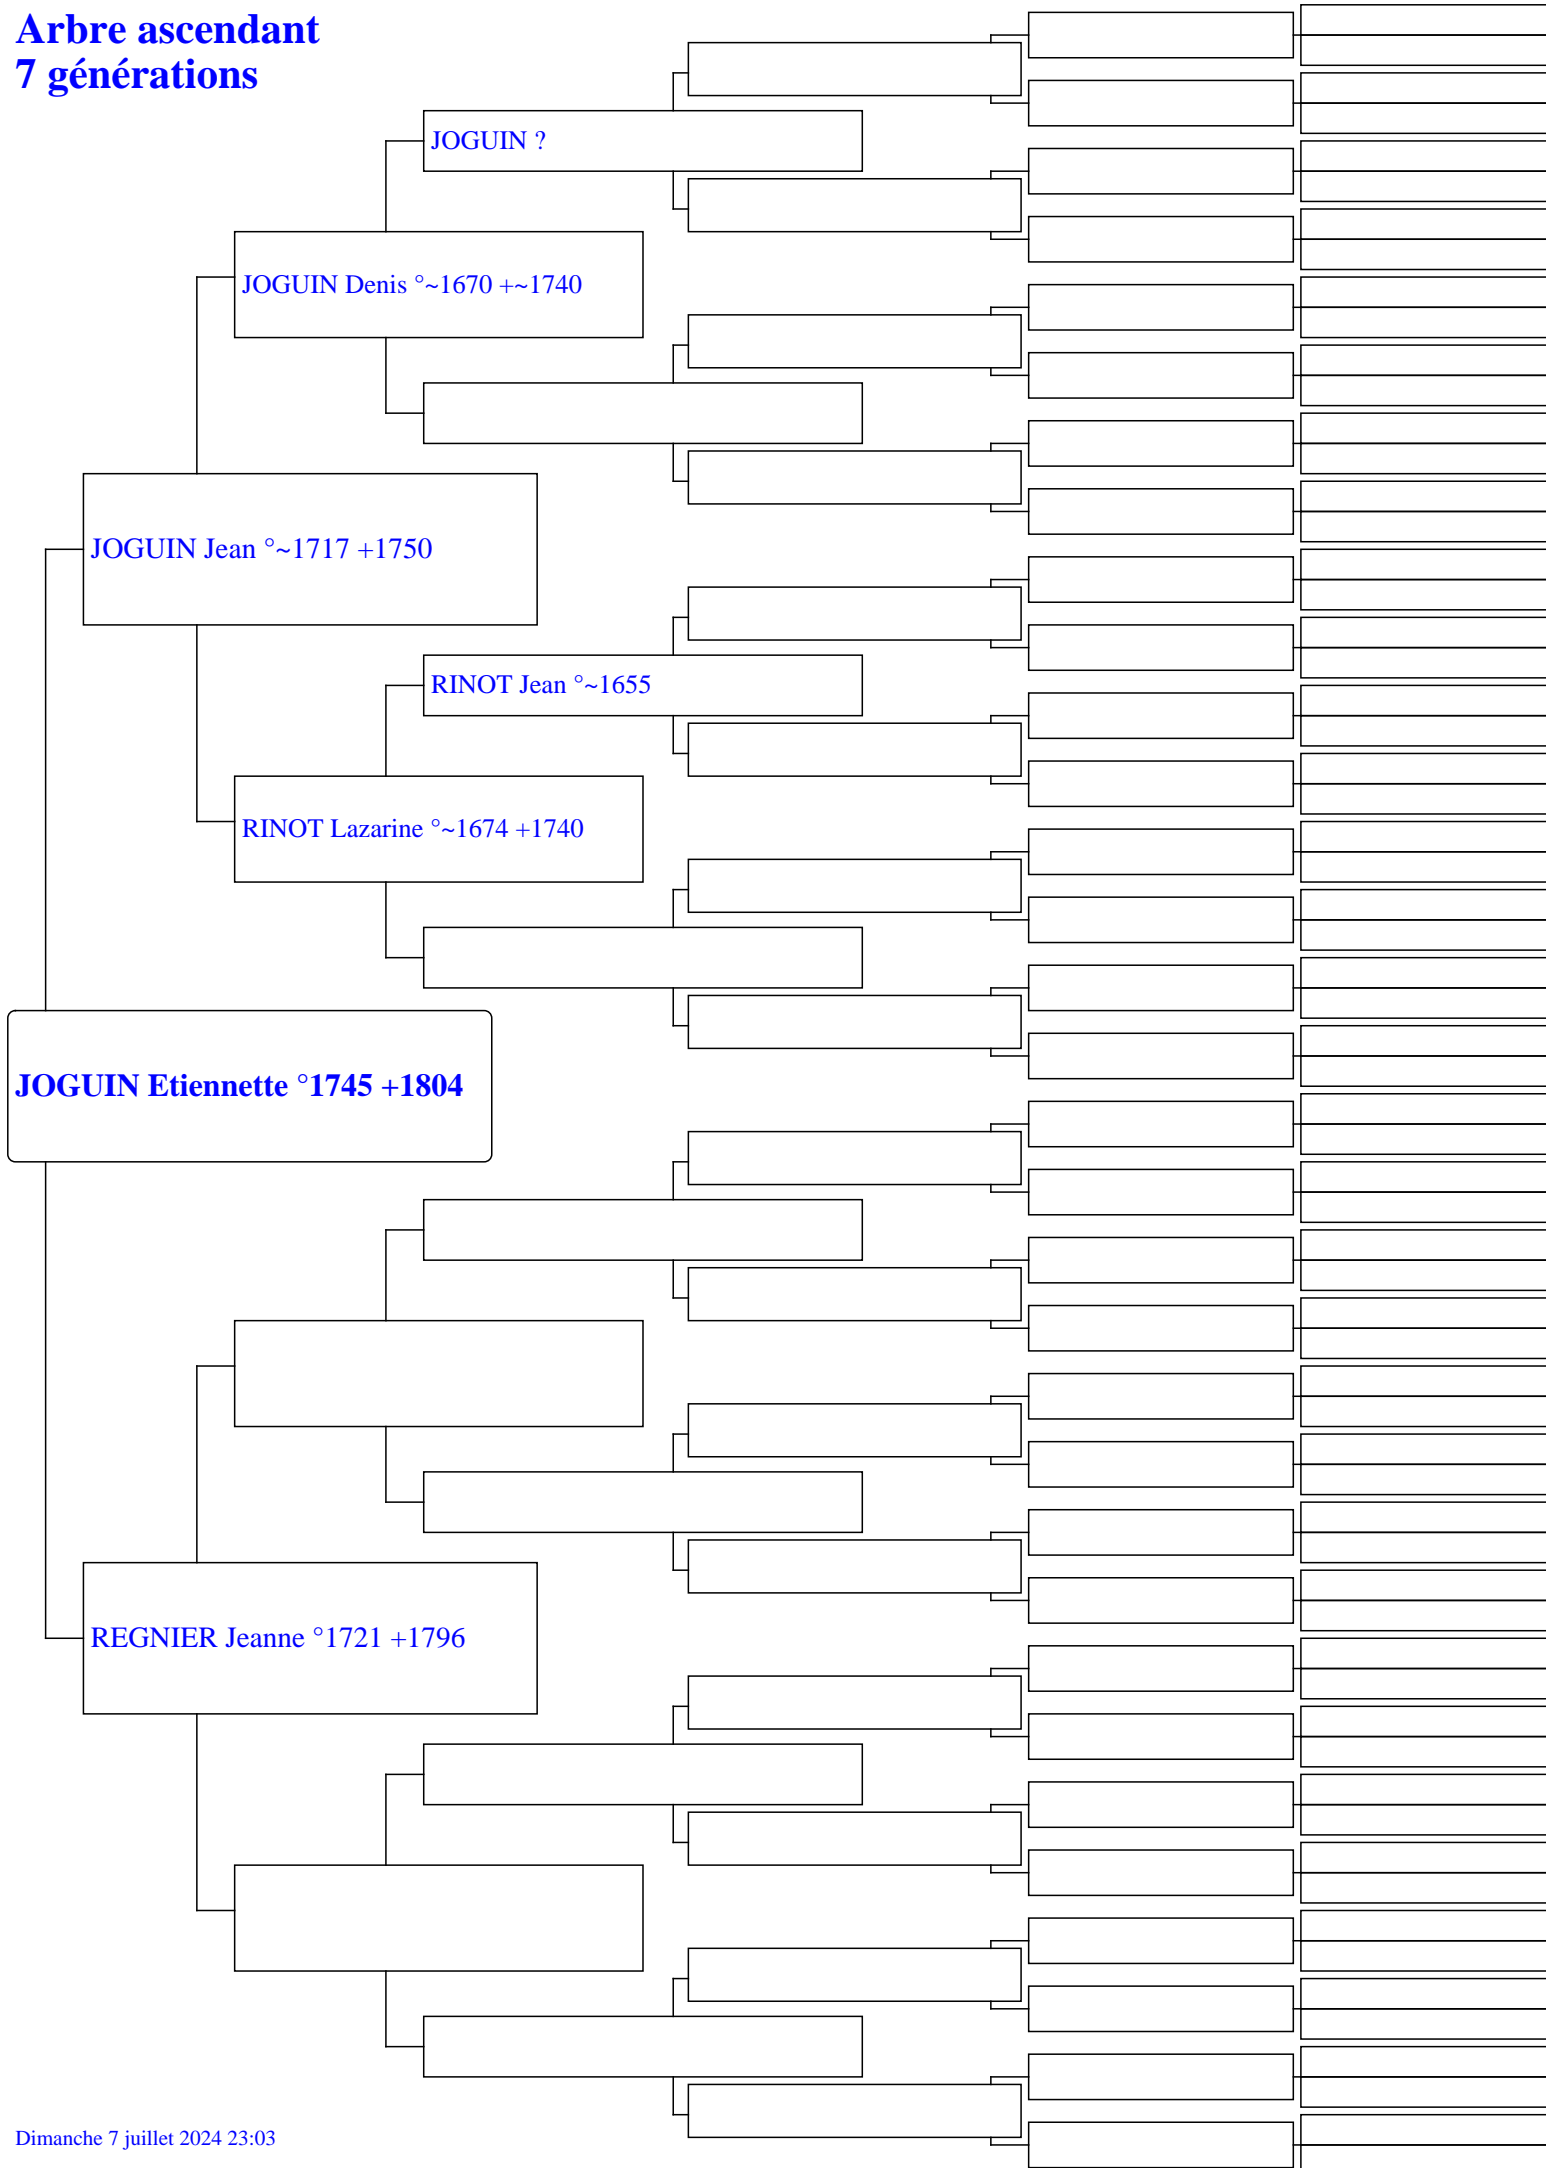 Arbre ascendant
7 générations
JOGUIN ?
JOGUIN Denis °~1670 +~1740
JOGUIN Jean °~1717 +1750
RINOT Jean °~1655
RINOT Lazarine °~1674 +1740
JOGUIN Etiennette °1745 +1804
REGNIER Jeanne °1721 +1796
Dimanche 7 juillet 2024 23:03